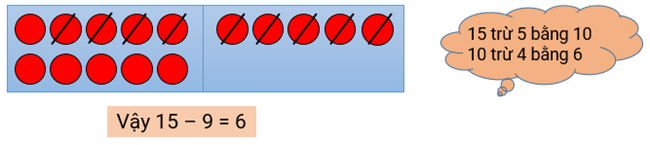 15 trừ 5 bằng 10
10 trừ 4 bằng 6
Vậy 15 – 9 = 6